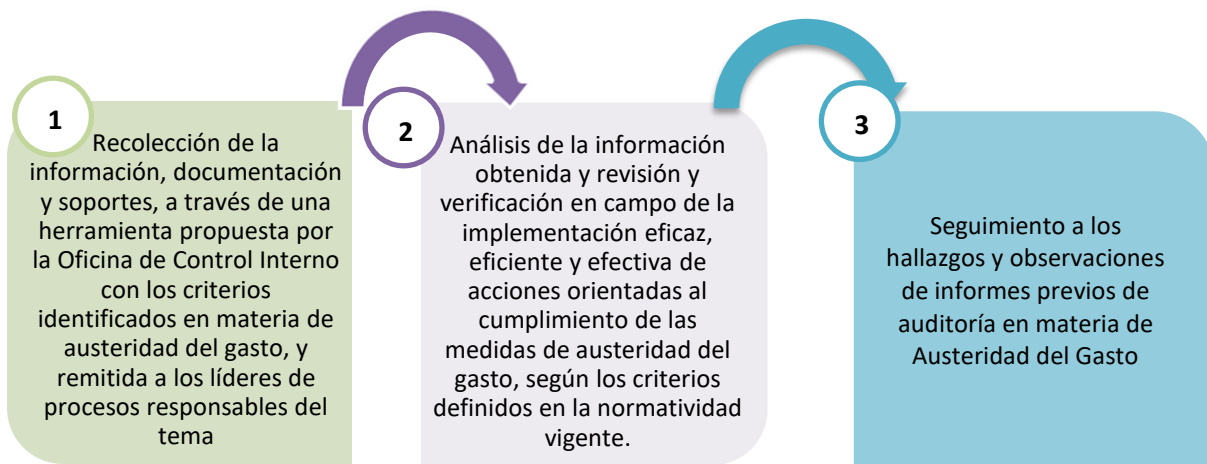 1
Recolección de la
información, documentación
y soportes, a través de una
herramienta propuesta por
la Oficina de Control Interno
con los criterios
identificados en materia de
austeridad del gasto, y
remitida a los líderes de
procesos responsables del
tema
2
Análisis de la información
obtenida y revisión y
verificación en campo de la
implementación eficaz,
eficiente y efectiva de
acciones orientadas al
cumplimiento de las
medidas de austeridad del
gasto, según los criterios
definidos en la normatividad
vigente.
3
Seguimiento a los
hallazgos y observaciones
de informes previos de
auditoría en materia de
Austeridad del Gasto